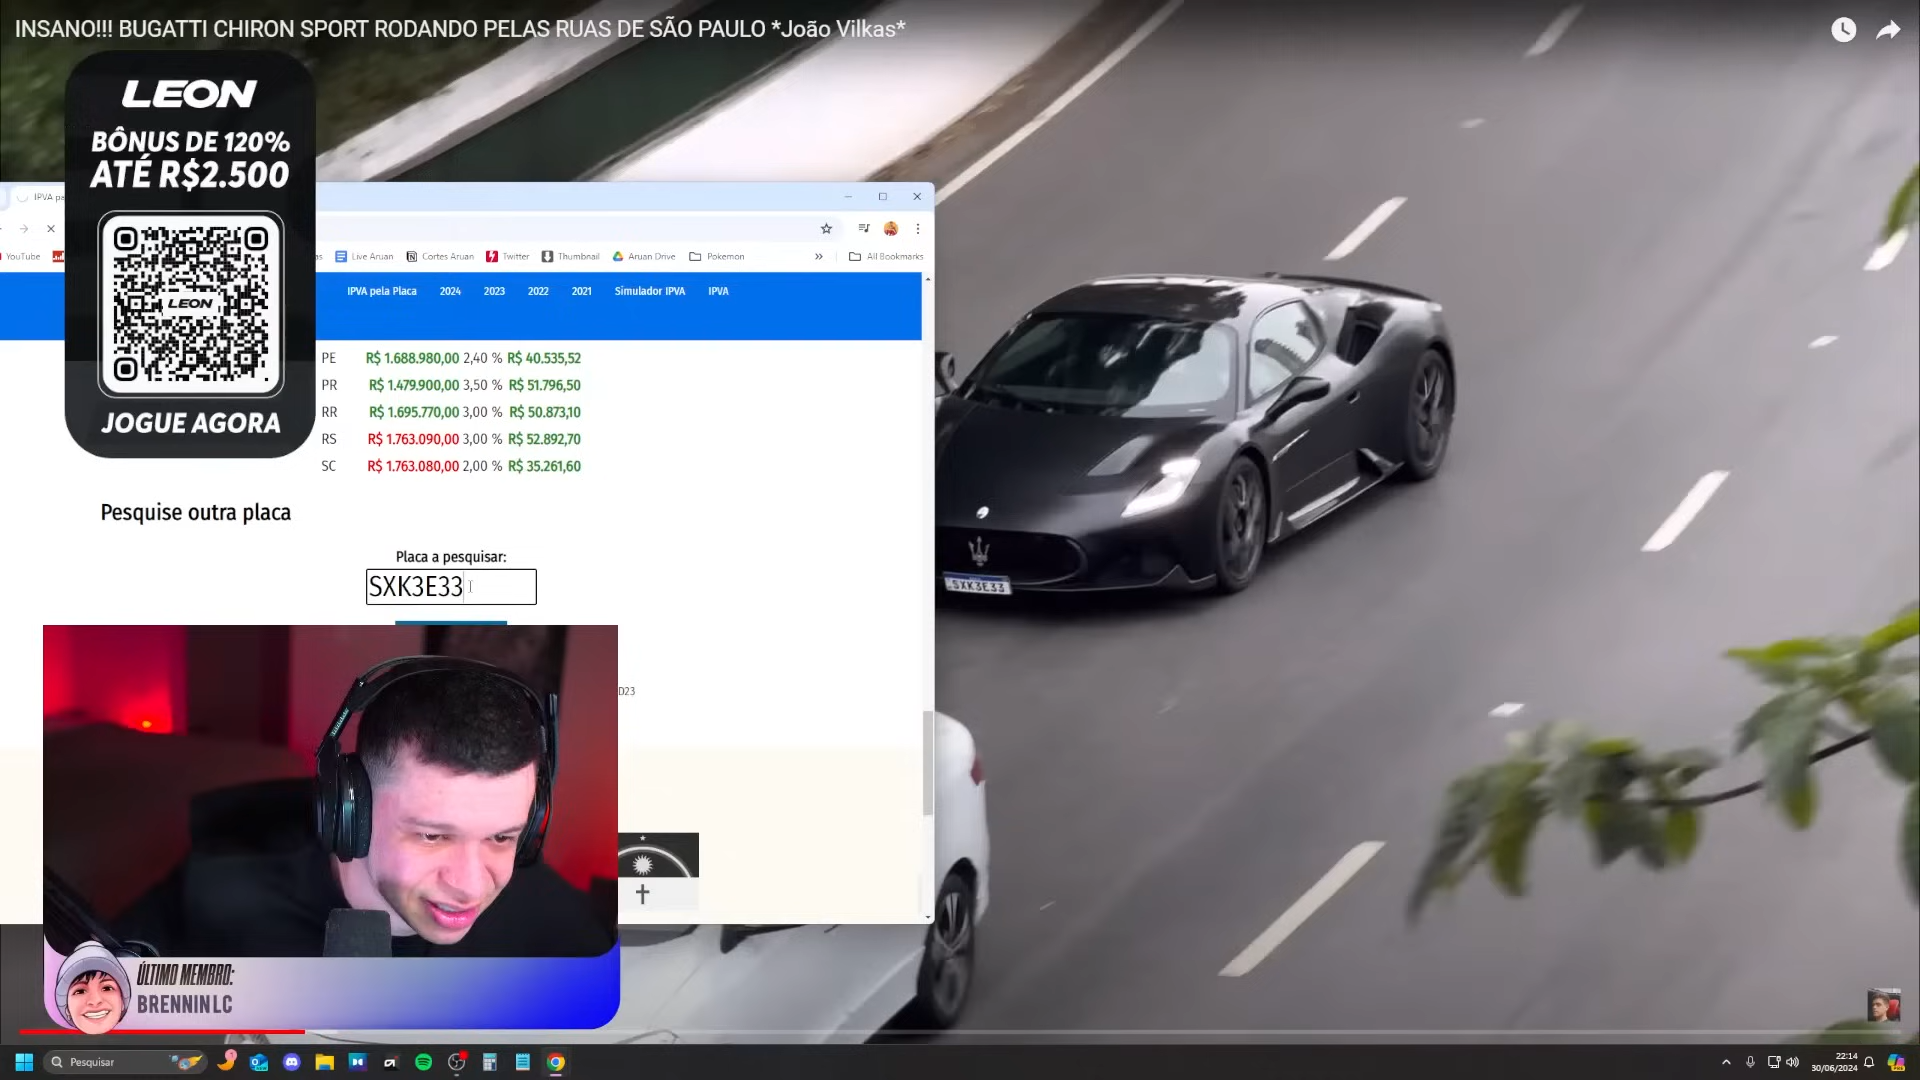 INSANO!!! BUGATTI CHIRON SPORT RODANDO PELAS RUAS DE SÃO PAULO *João Vilkas*
LEON
BÔNUS DE 120%
ATÉ R$2.500
LEON
JOGUE AGORA
IPVA pa
YouTube
as
Live Aruan
Cortes Aruan
Twitter
Thumbnail
Aruan Drive
Pokemon
»
All Bookmarks
IPVA pela Placa 2024 2023 2022 2021 Simulador IPVA IPVA
PE R$ 1.688.980,00 2,40 % R$ 40.535,52
PR R$ 1.479.900,00 3,50 % R$ 51.796,50
RR R$ 1.695.770,00 3,00 % R$ 50.873,10
RS R$ 1.763.090,00 3,00 % R$ 52.892,70
SC R$ 1.763.080,00 2,00 % R$ 35.261,60
Pesquise outra placa
Placa a pesquisar:
SXK3E33
SXK3E33
D23
ÚLTIMO MEMBRO:
BRENNINLC
Pesquisar
22:14
30/06/2024